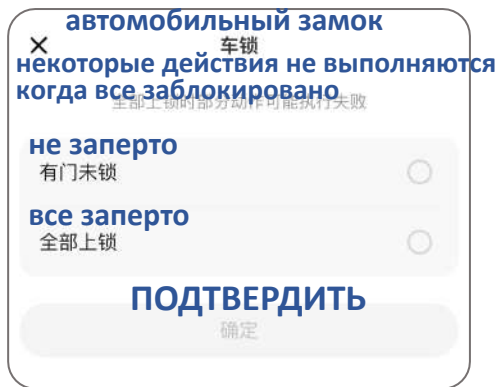 автомобильный замок
× 车锁
некоторые действия не выполняются
когда все заблокировано
全部上锁时部分动作可能执行失败
не заперто
有门未锁
все заперто
全部上锁
ПОДТВЕРДИТЬ
确定